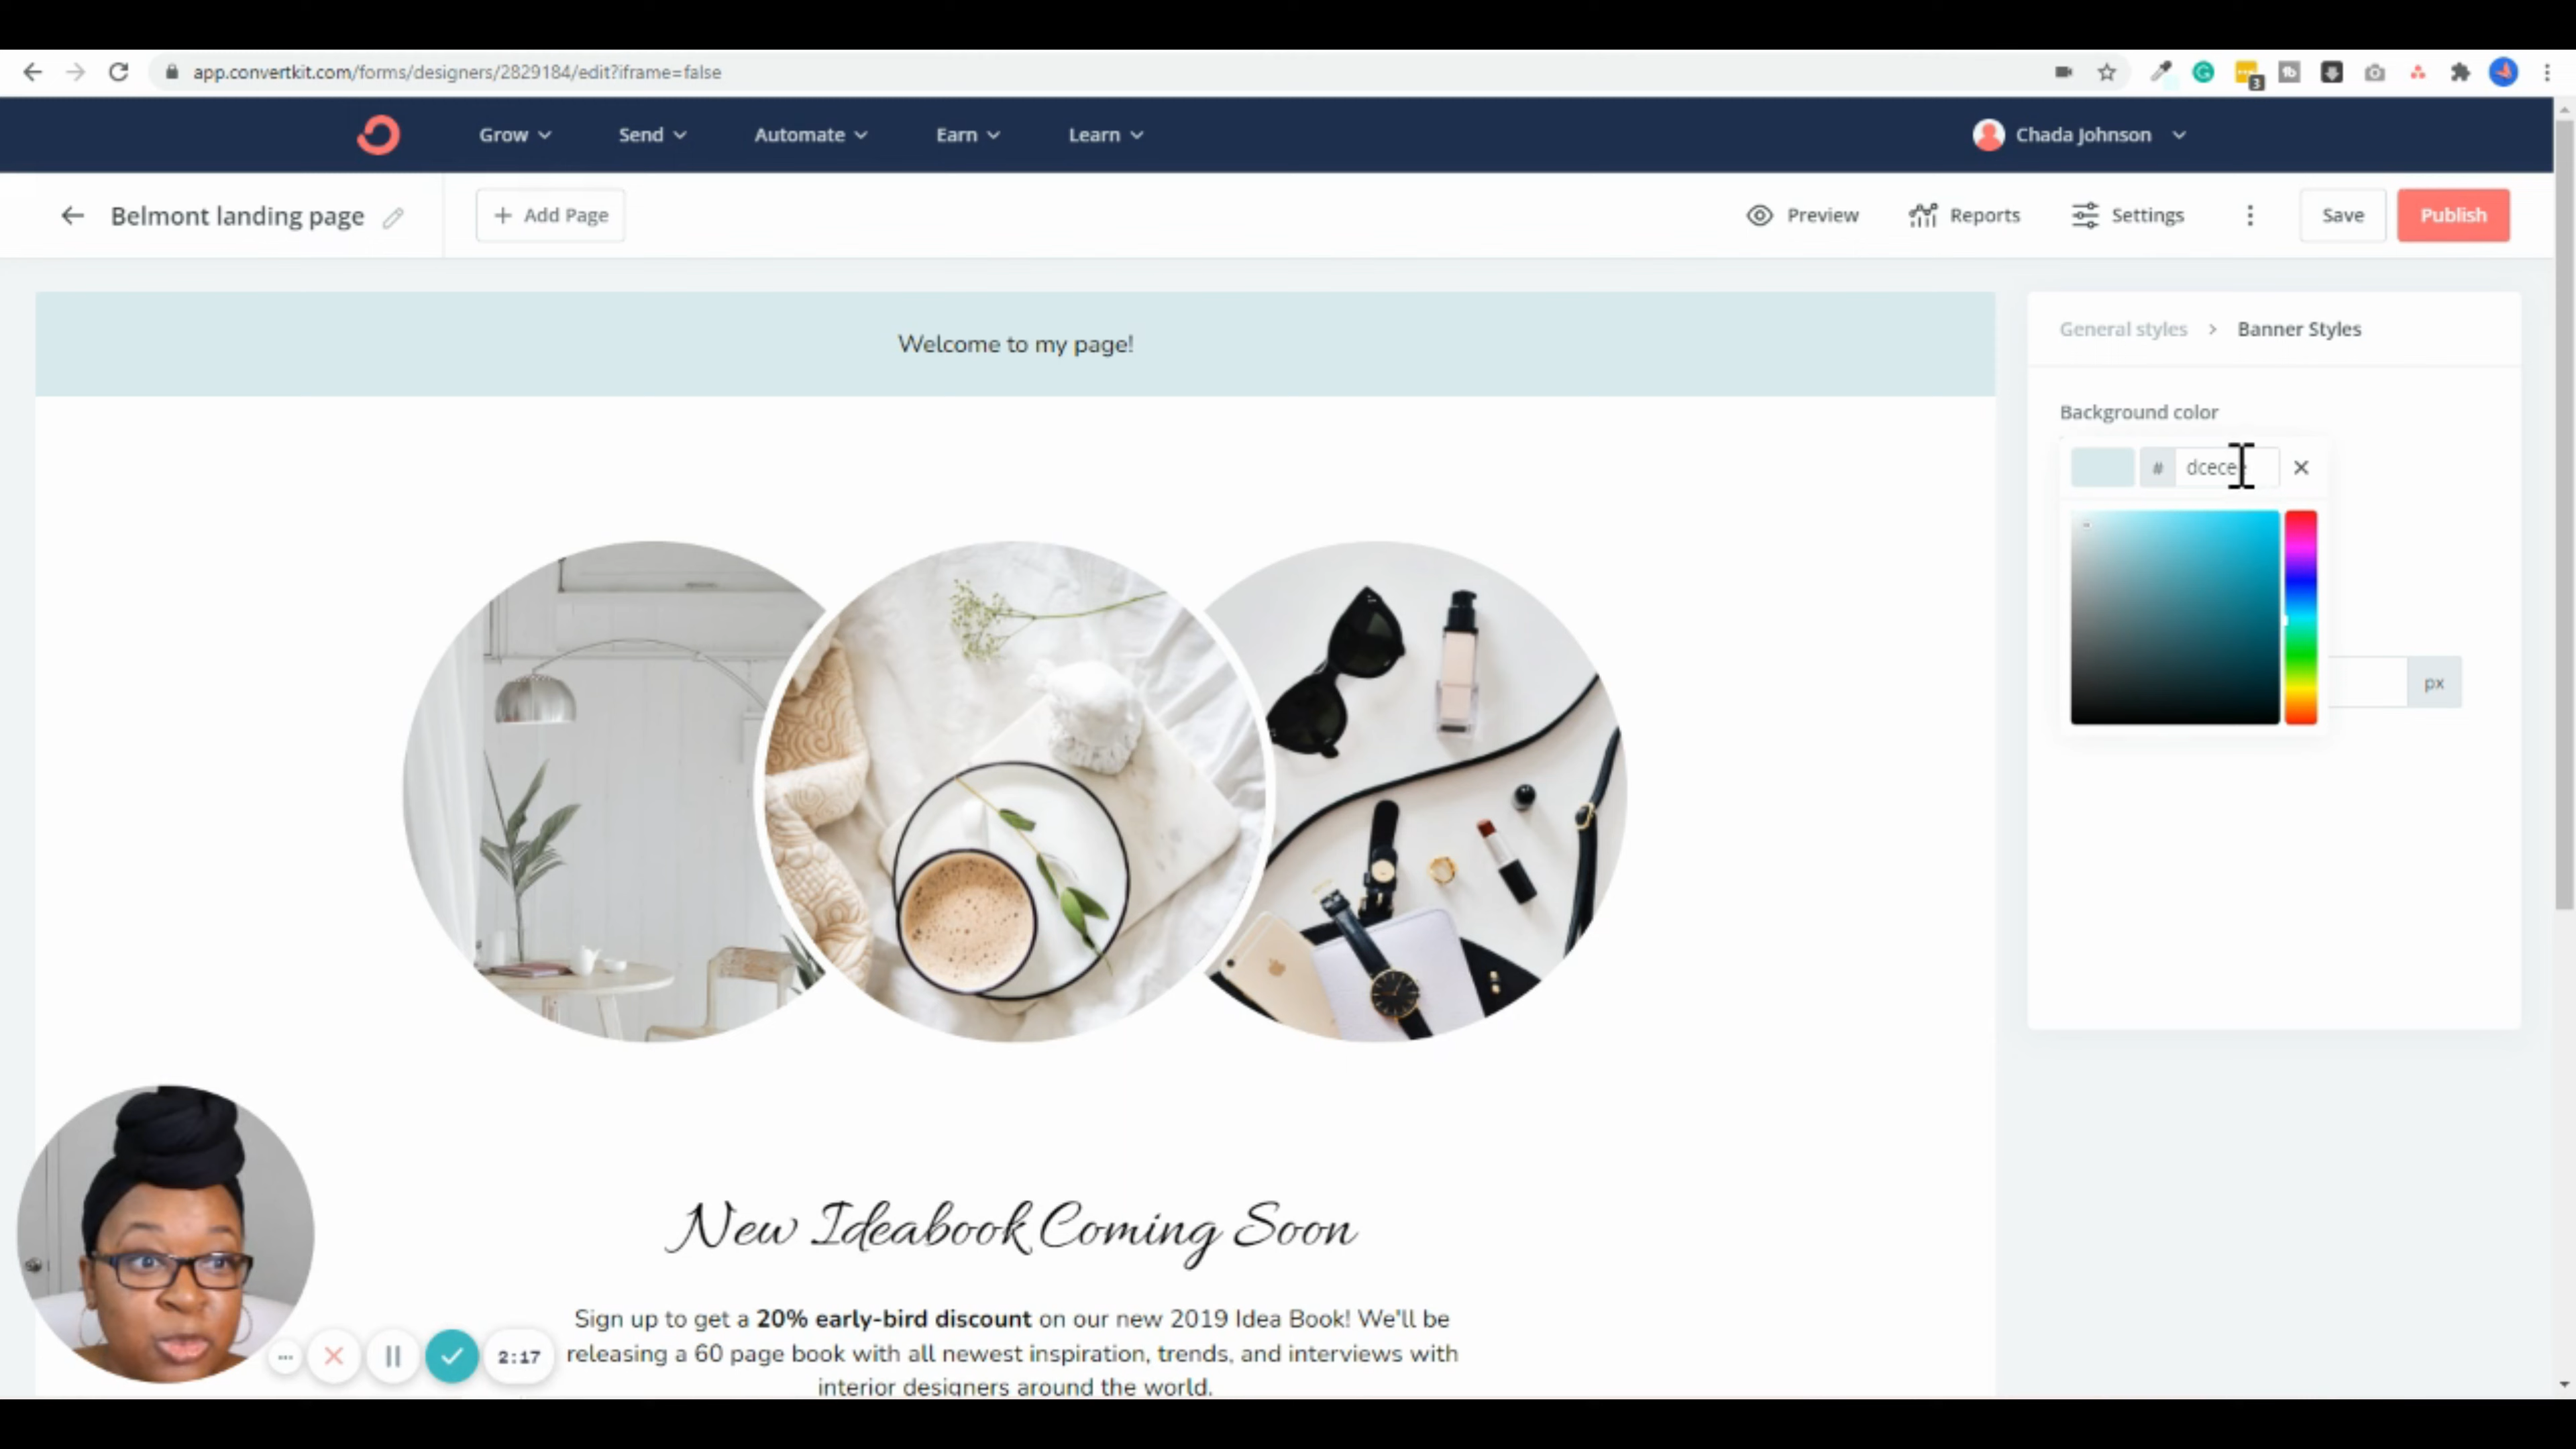 app.convertkit.com/forms/designers/2829184/edit?iframe=false
3
Grow Send Automate Earn Learn Chada Johnson
Belmont landing page + Add Page Preview Reports Settings Save Publish
Welcome to my page!
General styles > Banner Styles
Background color
# dcece
px
New Ideabook Coming Soon
Sign up to get a 20% early-bird discount on our new 2019 Idea Book! We'll be
releasing a 60 page book with all newest inspiration, trends, and interviews with
interior designers around the world.
2:17